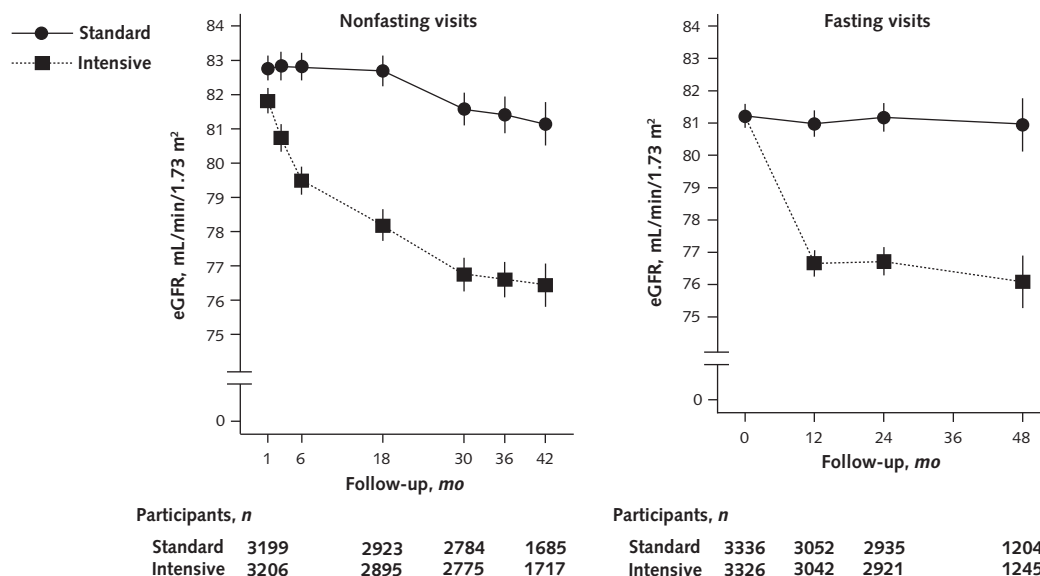 Standard
Intensive
Nonfasting visits
eGFR, mL/min/1.73 m²
84
83
82
81
80
79
78
77
76
75
0
1 6 18 30 36 42
Follow-up, mo
Participants, n
Standard 3199 2923 2784 1685
Intensive 3206 2895 2775 1717
Fasting visits
eGFR, mL/min/1.73 m²
84
83
82
81
80
79
78
77
76
75
0
0 12 24 36 48
Follow-up, mo
Participants, n
Standard 3336 3052 2935 1204
Intensive 3326 3042 2921 1245